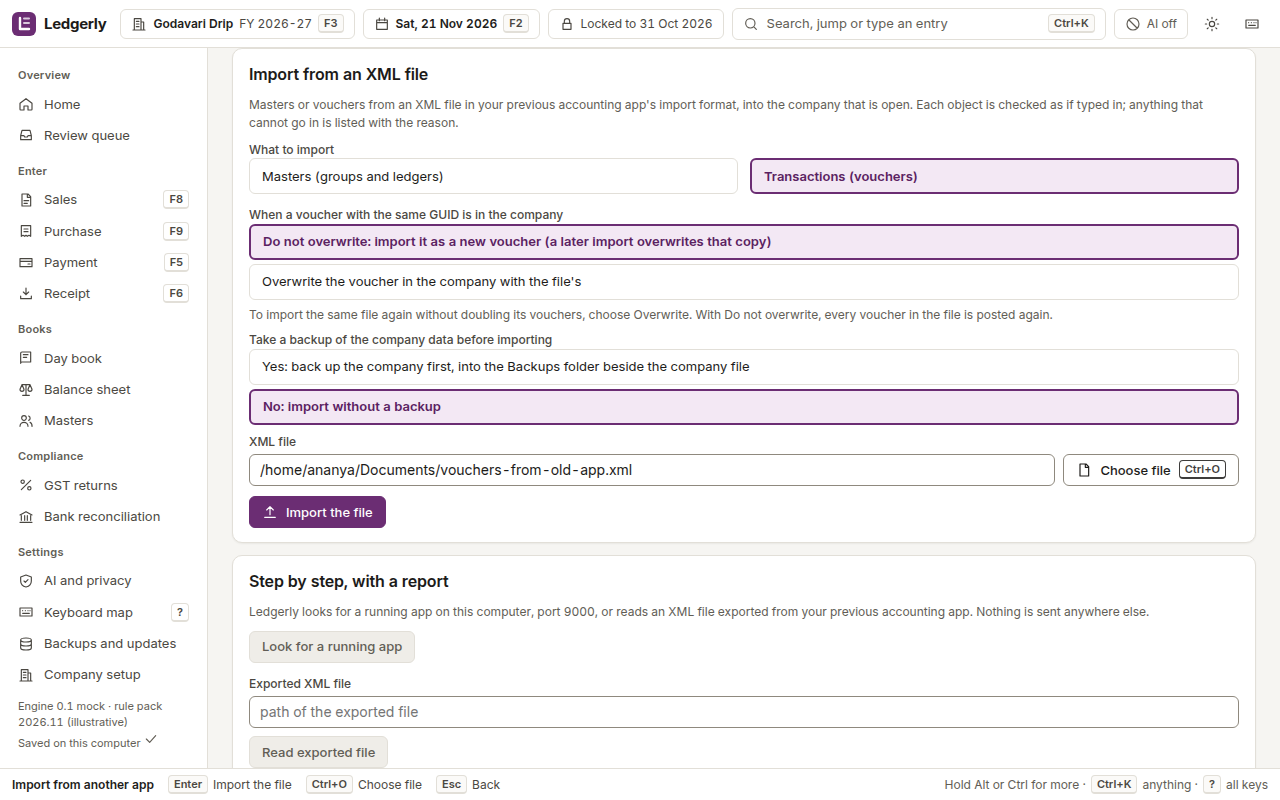 Ledgerly
Godavari Drip FY 2026-27 F3
Sat, 21 Nov 2026 F2
Locked to 31 Oct 2026
Search, jump or type an entry Ctrl+K
AI off
Overview
Home
Review queue
Enter
Sales F8
Purchase F9
Payment F5
Receipt F6
Books
Day book
Balance sheet
Masters
Compliance
GST returns
Bank reconciliation
Settings
AI and privacy
Keyboard map ?
Backups and updates
Company setup
Engine 0.1 mock · rule pack
2026.11 (illustrative)
Saved on this computer
Import from an XML file
Masters or vouchers from an XML file in your previous accounting app's import format, into the company that is open. Each object is checked as if typed in; anything that
cannot go in is listed with the reason.
What to import
Masters (groups and ledgers)
Transactions (vouchers)
When a voucher with the same GUID is in the company
Do not overwrite: import it as a new voucher (a later import overwrites that copy)
Overwrite the voucher in the company with the file's
To import the same file again without doubling its vouchers, choose Overwrite. With Do not overwrite, every voucher in the file is posted again.
Take a backup of the company data before importing
Yes: back up the company first, into the Backups folder beside the company file
No: import without a backup
XML file
/home/ananya/Documents/vouchers-from-old-app.xml
Choose file Ctrl+O
Import the file
Step by step, with a report
Ledgerly looks for a running app on this computer, port 9000, or reads an XML file exported from your previous accounting app. Nothing is sent anywhere else.
Look for a running app
Exported XML file
path of the exported file
Read exported file
Import from another app Enter Import the file Ctrl+O Choose file Esc Back
Hold Alt or Ctrl for more · Ctrl+K anything · ? all keys